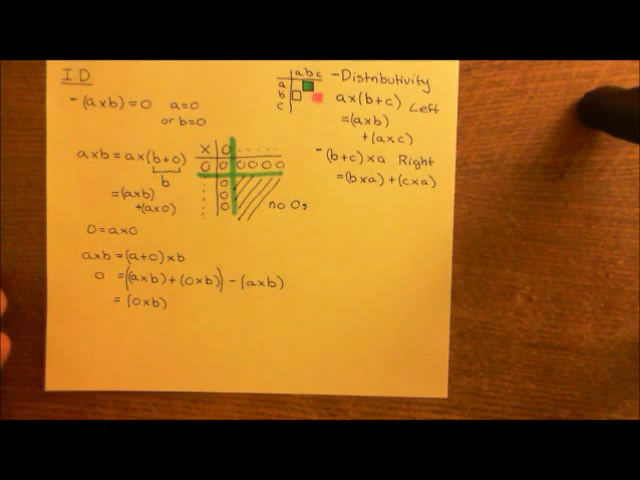 I.D
- (a×b) = 0 a=0
or b=0
a×b = a×(b+0)
b
= (a×b)
+(a×0)
0 = a×0
a×b = (a+0)×b
0 = ((a×b) + (0×b)) - (a×b)
= (0×b)
× 0 . . . . .
0 0 0 0 0 0
0
0
0
no 0s
a b c
a
b
c
- Distributivity
a×(b+c) Left
= (a×b)
+ (a×c)
- (b+c)×a Right
= (b×a) + (c×a)